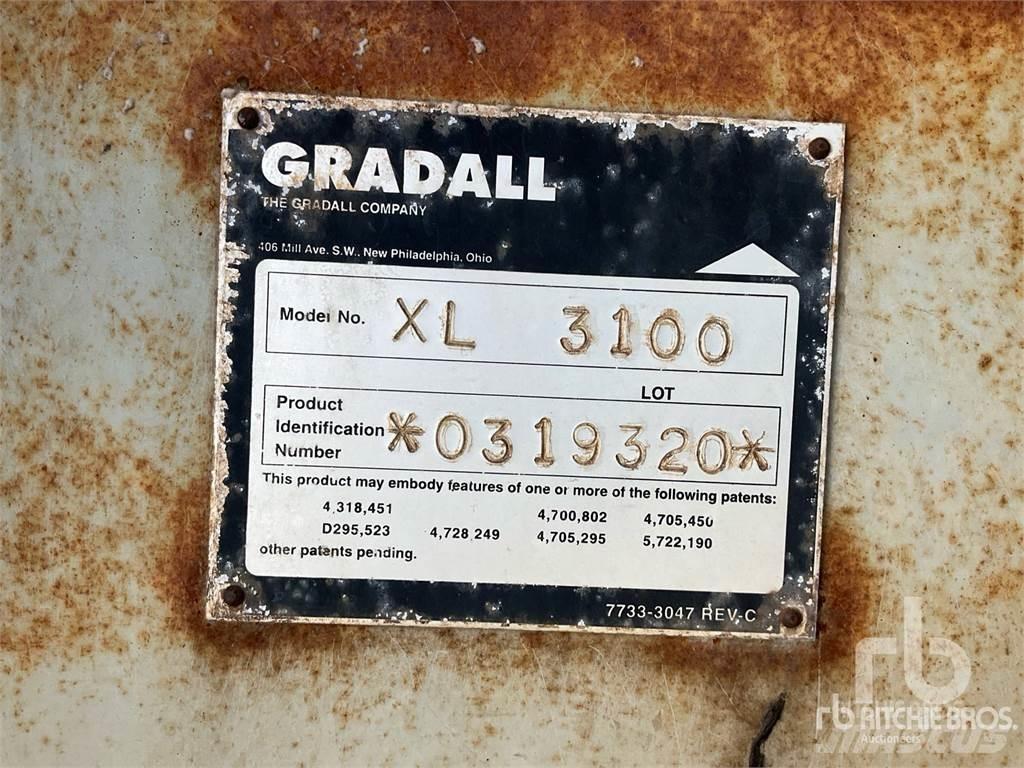 GRADALL
THE GRADALL COMPANY
406 Mill Ave. S.W., New Philadelphia, Ohio
Model No. XL 3100
LOT
Product
Identification
Number
*0319320*
This product may embody features of one or more of the following patents:
4,318,451 4,700,802 4,705,450
D295,523 4,728,249 4,705,295 5,722,190
other patents pending.
7733-3047 REV-C
rb
rb RITCHIE BROS.
Auctioneers
MASCUS